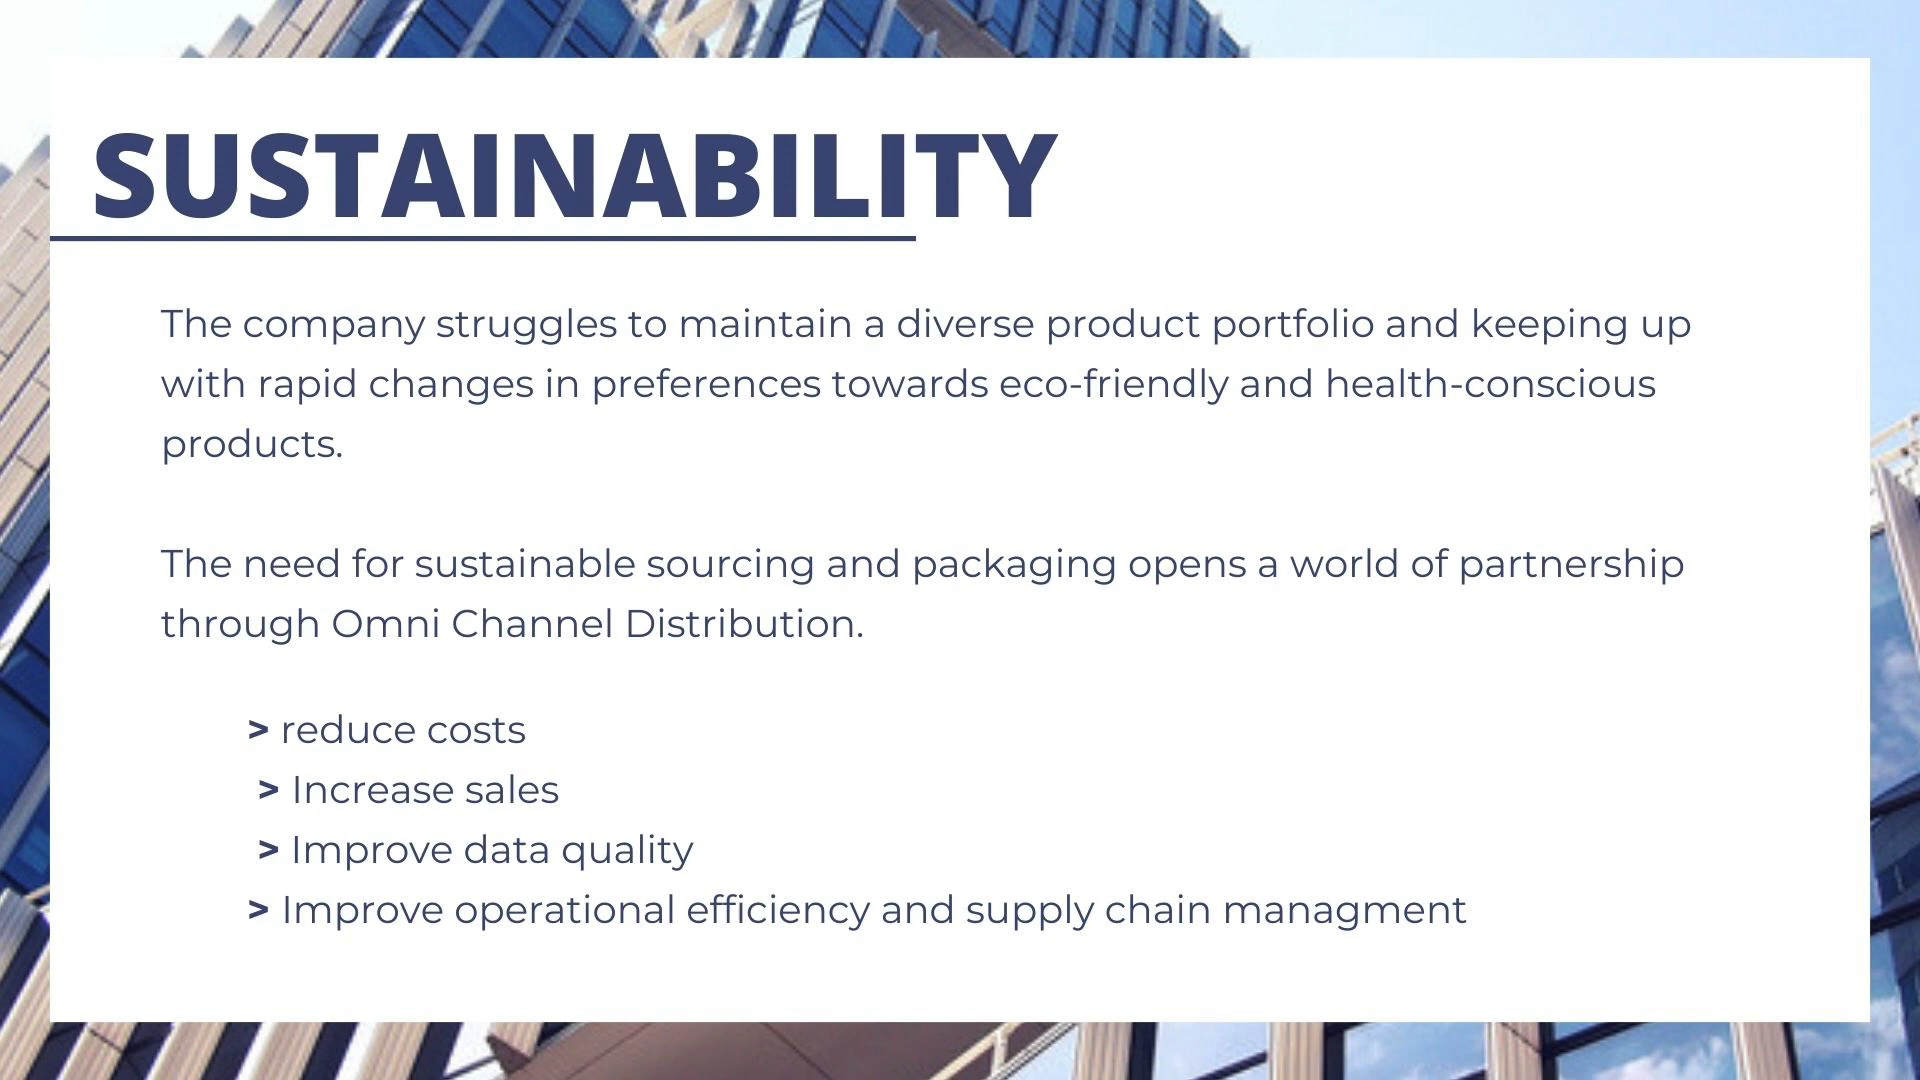 SUSTAINABILITY
The company struggles to maintain a diverse product portfolio and keeping up
with rapid changes in preferences towards eco-friendly and health-conscious
products.
The need for sustainable sourcing and packaging opens a world of partnership
through Omni Channel Distribution.
> reduce costs
> Increase sales
> Improve data quality
> Improve operational efficiency and supply chain managment